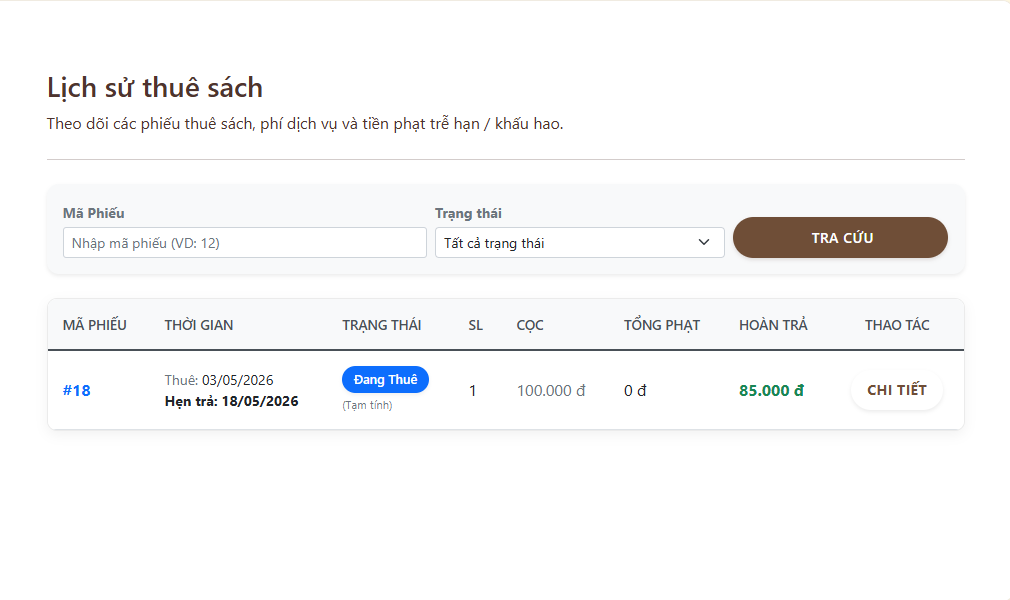 Lịch sử thuê sách
Theo dõi các phiếu thuê sách, phí dịch vụ và tiền phạt trễ hạn / khấu hao.
Mã Phiếu Trạng thái
Nhập mã phiếu (VD: 12) Tất cả trạng thái TRA CỨU
MÃ PHIẾU THỜI GIAN TRẠNG THÁI SL CỌC TỔNG PHẠT HOÀN TRẢ THAO TÁC
#18 Thuê: 03/05/2026 Đang Thuê 1 100.000 đ 0 đ 85.000 đ CHI TIẾT
Hẹn trả: 18/05/2026 (Tạm tính)